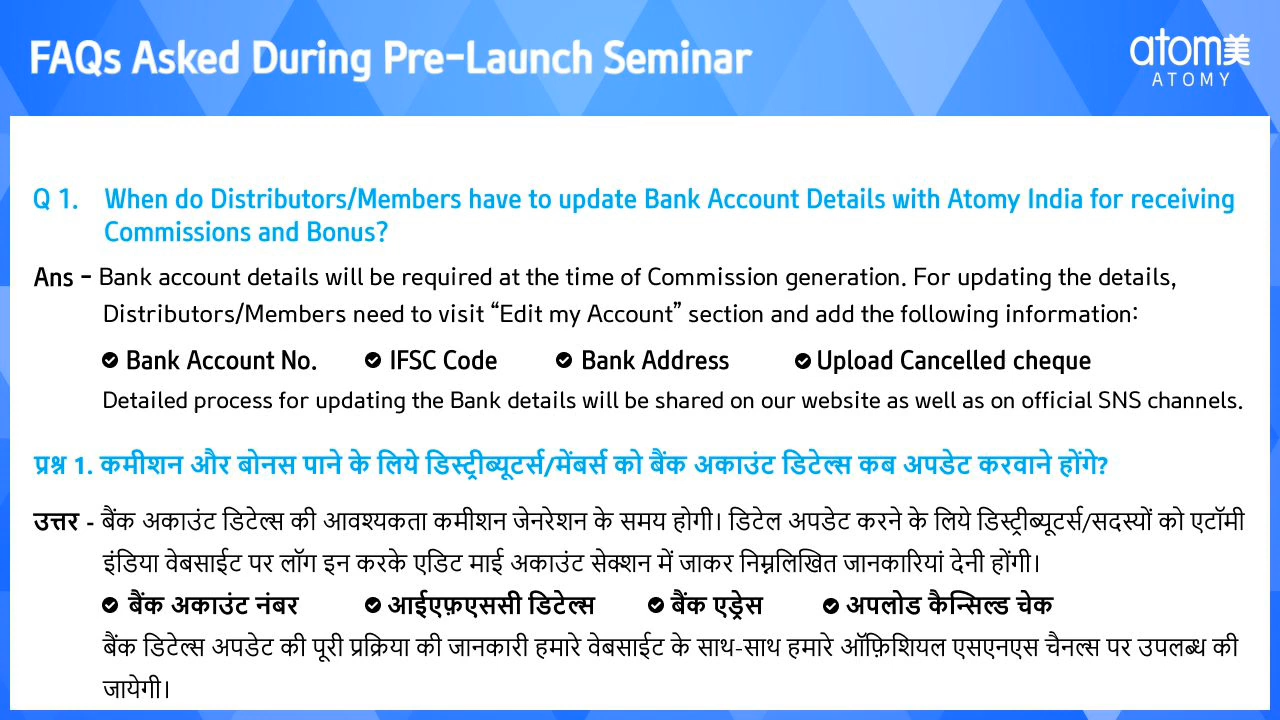 FAQs Asked During Pre-Launch Seminar
atom美
ATOMY
Q 1. When do Distributors/Members have to update Bank Account Details with Atomy India for receiving
Commissions and Bonus?
Ans - Bank account details will be required at the time of Commission generation. For updating the details,
Distributors/Members need to visit “Edit my Account” section and add the following information:
Bank Account No. IFSC Code Bank Address Upload Cancelled cheque
Detailed process for updating the Bank details will be shared on our website as well as on official SNS channels.
प्रश्न 1. कमीशन और बोनस पाने के लिये डिस्ट्रीब्यूटर्स/मेंबर्स को बैंक अकाउंट डिटेल्स कब अपडेट करवाने होंगे?
उत्तर - बैंक अकाउंट डिटेल्स की आवश्यकता कमीशन जेनरेशन के समय होगी। डिटेल अपडेट करने के लिये डिस्ट्रीब्यूटर्स/सदस्यों को एटॉमी
इंडिया वेबसाईट पर लॉग इन करके एडिट माई अकाउंट सेक्शन में जाकर निम्नलिखित जानकारियां देनी होंगी।
बैंक अकाउंट नंबर आईएफ़एससी डिटेल्स बैंक एड्रेस अपलोड कैन्सिल्ड चेक
बैंक डिटेल्स अपडेट की पूरी प्रक्रिया की जानकारी हमारे वेबसाईट के साथ-साथ हमारे ऑफ़िशियल एसएनएस चैनल्स पर उपलब्ध की
जायेगी।